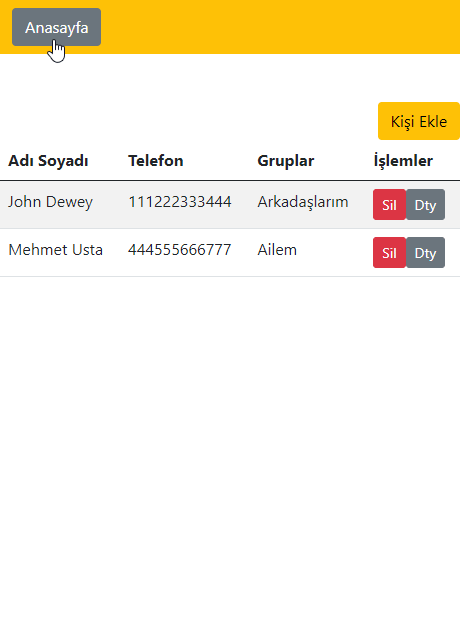 Anasayfa
Kişi Ekle
Adı Soyadı Telefon Gruplar İşlemler
John Dewey 111222333444 Arkadaşlarım Sil Dty
Mehmet Usta 444555666777 Ailem Sil Dty